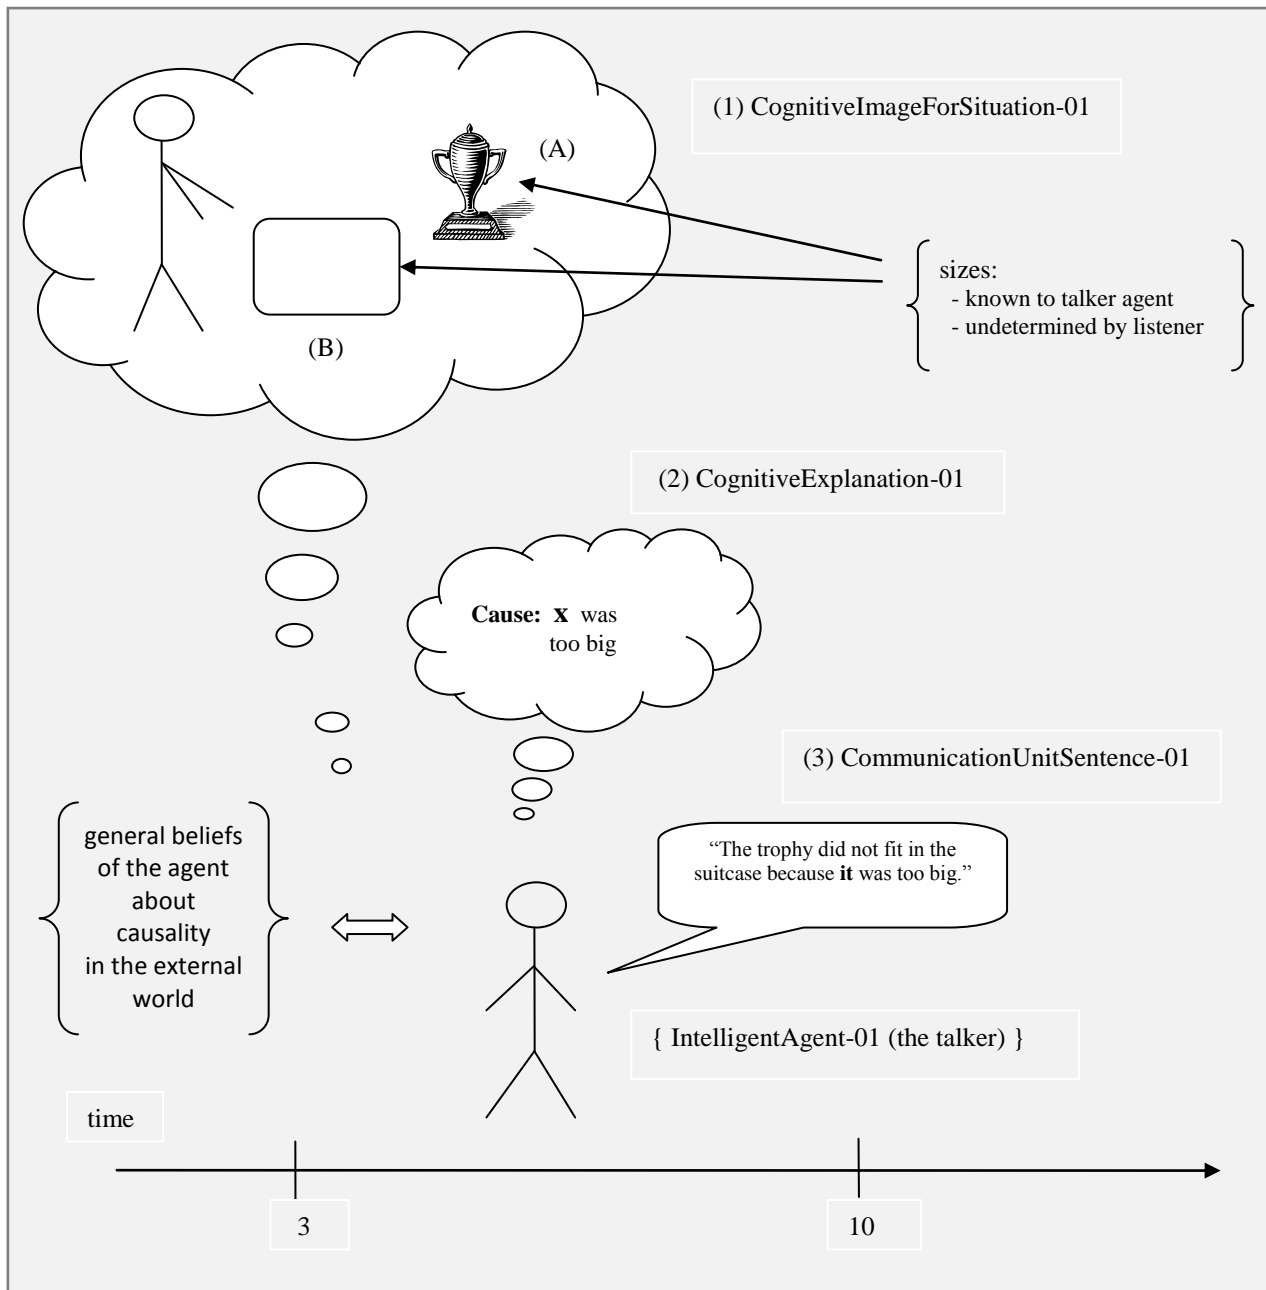 (1) CognitiveImageForSituation-01
(A)
(B)
sizes:
- known to talker agent
- undetermined by listener
(2) CognitiveExplanation-01
Cause: x was
too big
(3) CommunicationUnitSentence-01
“The trophy did not fit in the
suitcase because it was too big.”
general beliefs
of the agent
about
causality
in the external
world
{ IntelligentAgent-01 (the talker) }
time
3
10